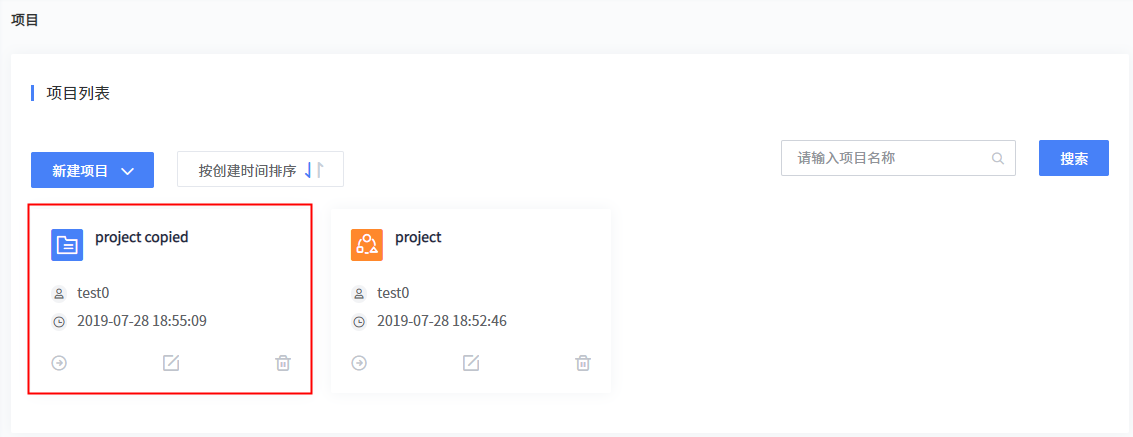 项目
项目列表
新建项目
按创建时间排序
请输入项目名称
搜索
project copied
test0
2019-07-28 18:55:09
project
test0
2019-07-28 18:52:46